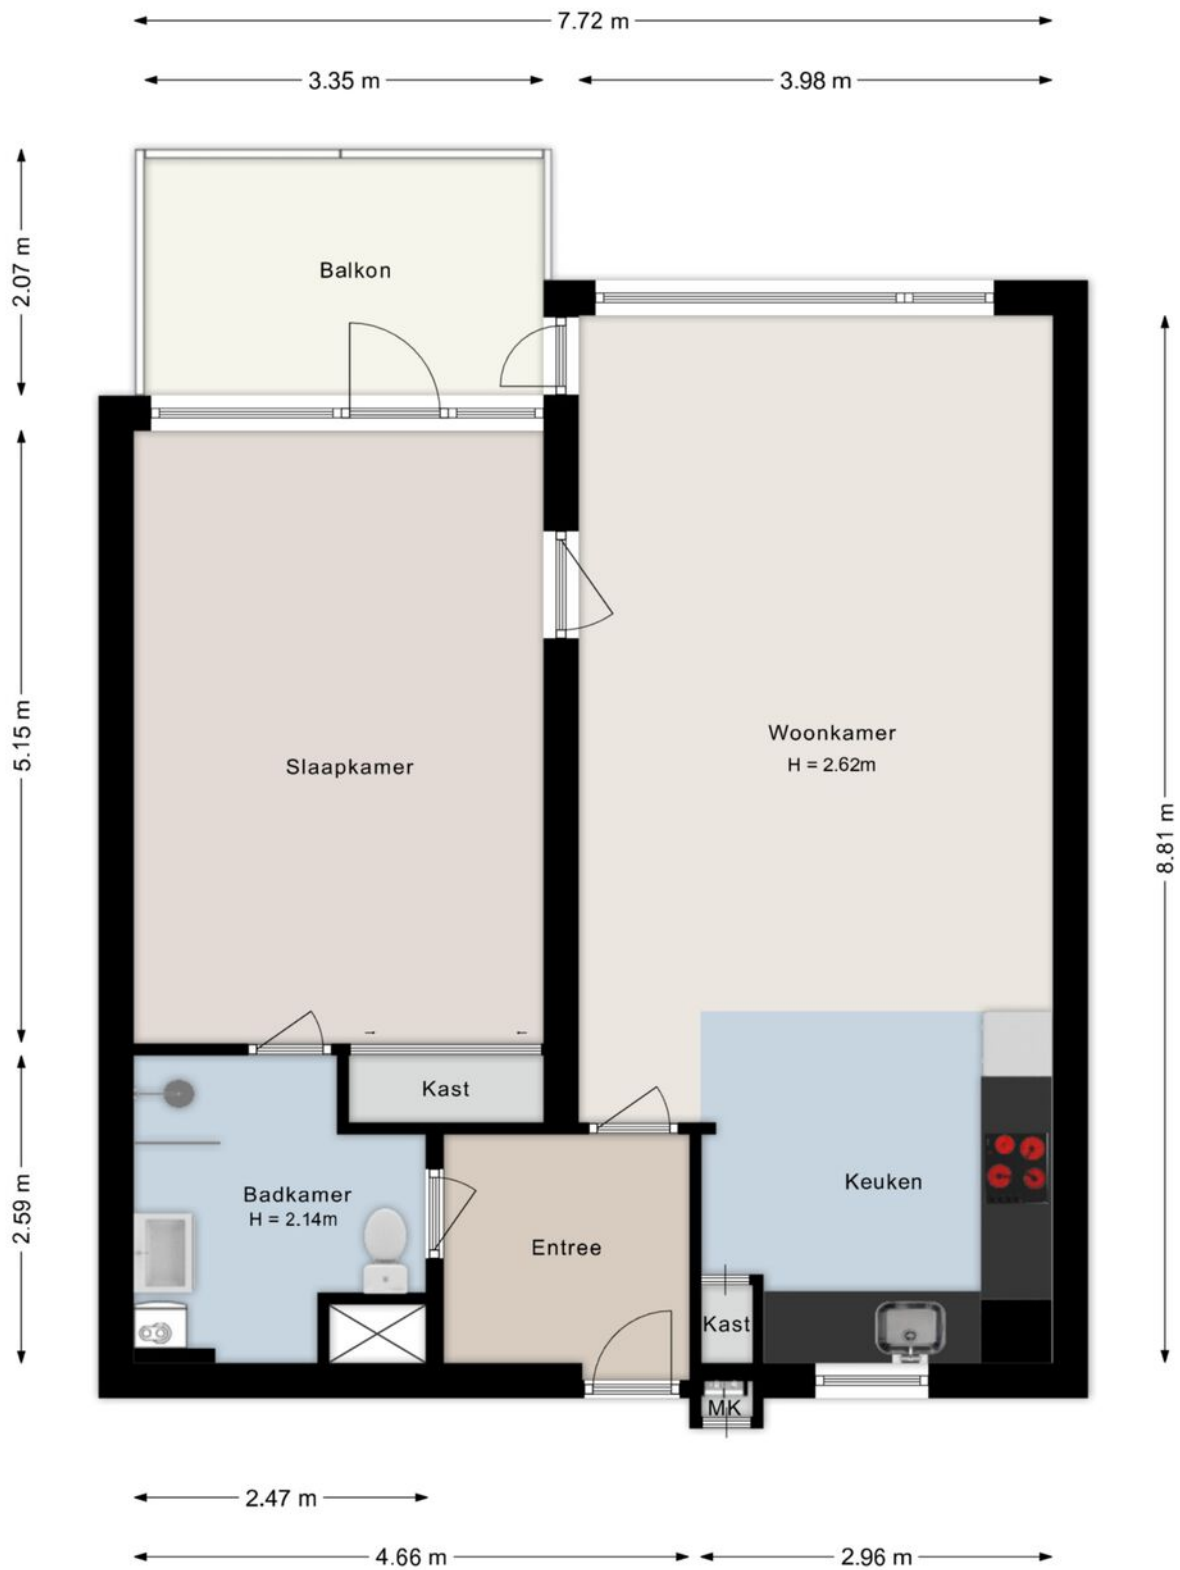 7.72 m
3.35 m
3.98 m
2.07 m
Balkon
5.15 m
Slaapkamer
Woonkamer
H = 2.62m
8.81 m
Kast
2.59 m
Badkamer
H = 2.14m
Entree
Keuken
Kast
MK
2.47 m
4.66 m
2.96 m